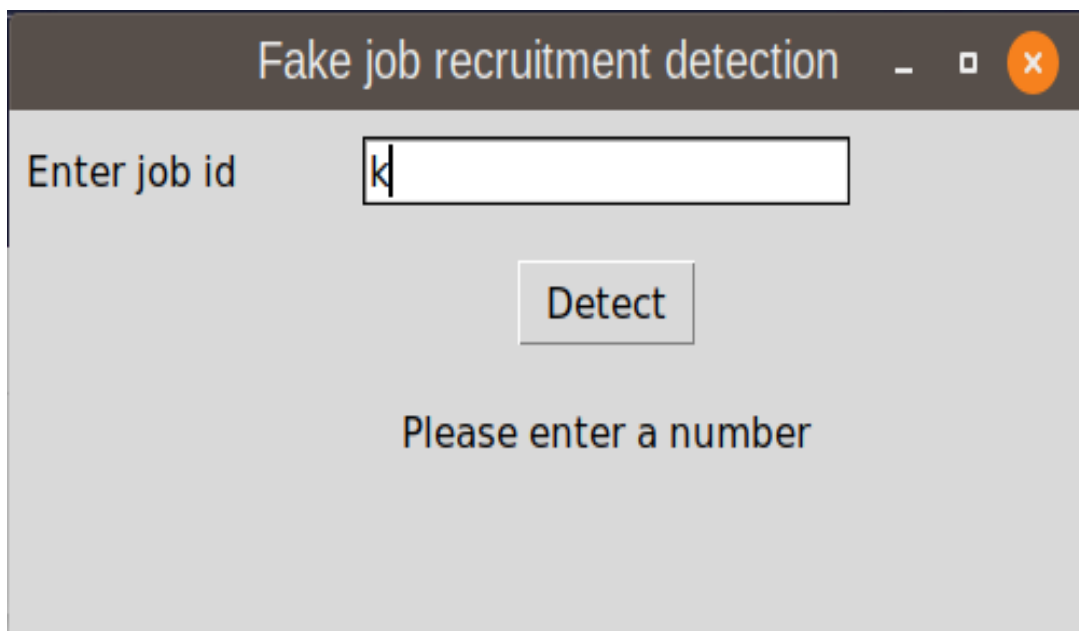 Fake job recruitment detection
Enter job id k
Detect
Please enter a number